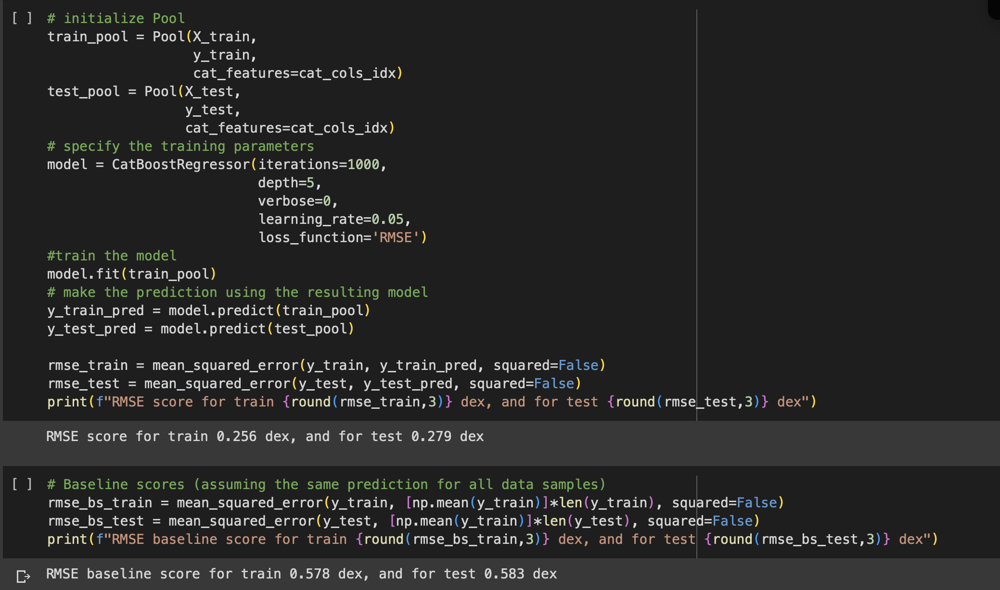 [ ] # initialize Pool
train_pool = Pool(X_train,
                  y_train,
                  cat_features=cat_cols_idx)
test_pool = Pool(X_test,
                 y_test,
                 cat_features=cat_cols_idx)
# specify the training parameters
model = CatBoostRegressor(iterations=1000,
                          depth=5,
                          verbose=0,
                          learning_rate=0.05,
                          loss_function='RMSE')
#train the model
model.fit(train_pool)
# make the prediction using the resulting model
y_train_pred = model.predict(train_pool)
y_test_pred = model.predict(test_pool)

rmse_train = mean_squared_error(y_train, y_train_pred, squared=False)
rmse_test = mean_squared_error(y_test, y_test_pred, squared=False)
print(f"RMSE score for train {round(rmse_train,3)} dex, and for test {round(rmse_test,3)} dex")
RMSE score for train 0.256 dex, and for test 0.279 dex
[ ] # Baseline scores (assuming the same prediction for all data samples)
rmse_bs_train = mean_squared_error(y_train, [np.mean(y_train)]*len(y_train), squared=False)
rmse_bs_test = mean_squared_error(y_test, [np.mean(y_train)]*len(y_test), squared=False)
print(f"RMSE baseline score for train {round(rmse_bs_train,3)} dex, and for test {round(rmse_bs_test,3)} dex")
RMSE baseline score for train 0.578 dex, and for test 0.583 dex